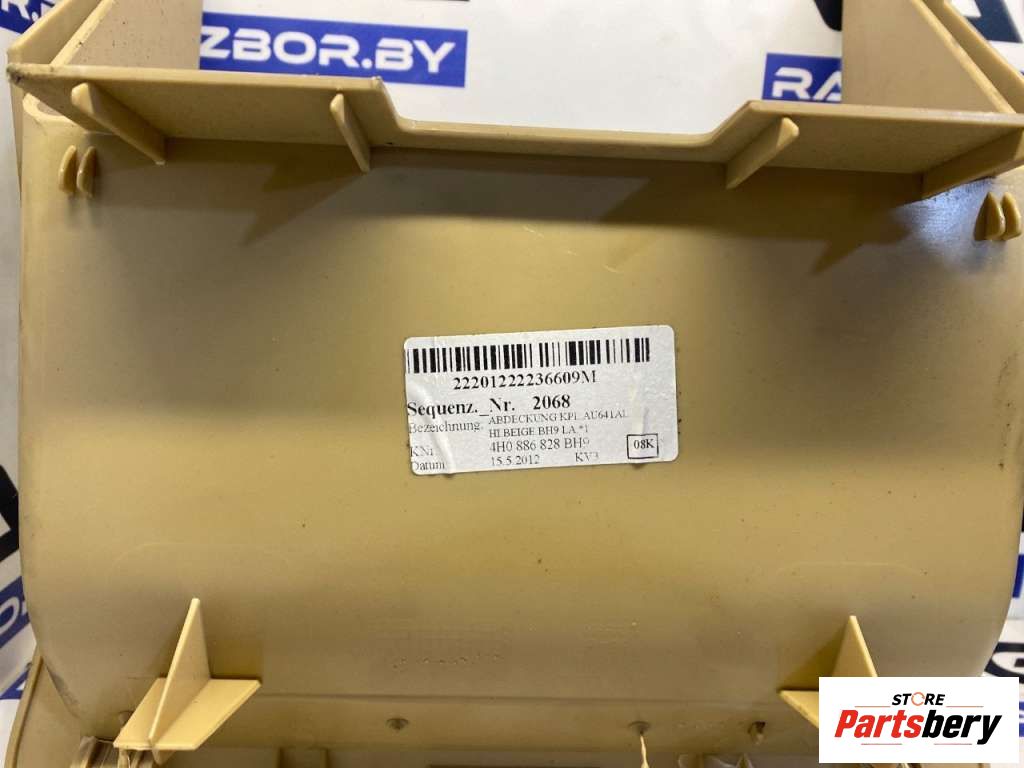 ZBOR.BY
RA
22201222236609M
Sequenz._Nr. 2068
Bezeichnung: ABDECKUNG KPL AU641AL
HI BEIGE BH9 LA *1
KNr 4H0 886 828 BH9 08K
Datum 15.5.2012 KV3
STORE
Partsbery